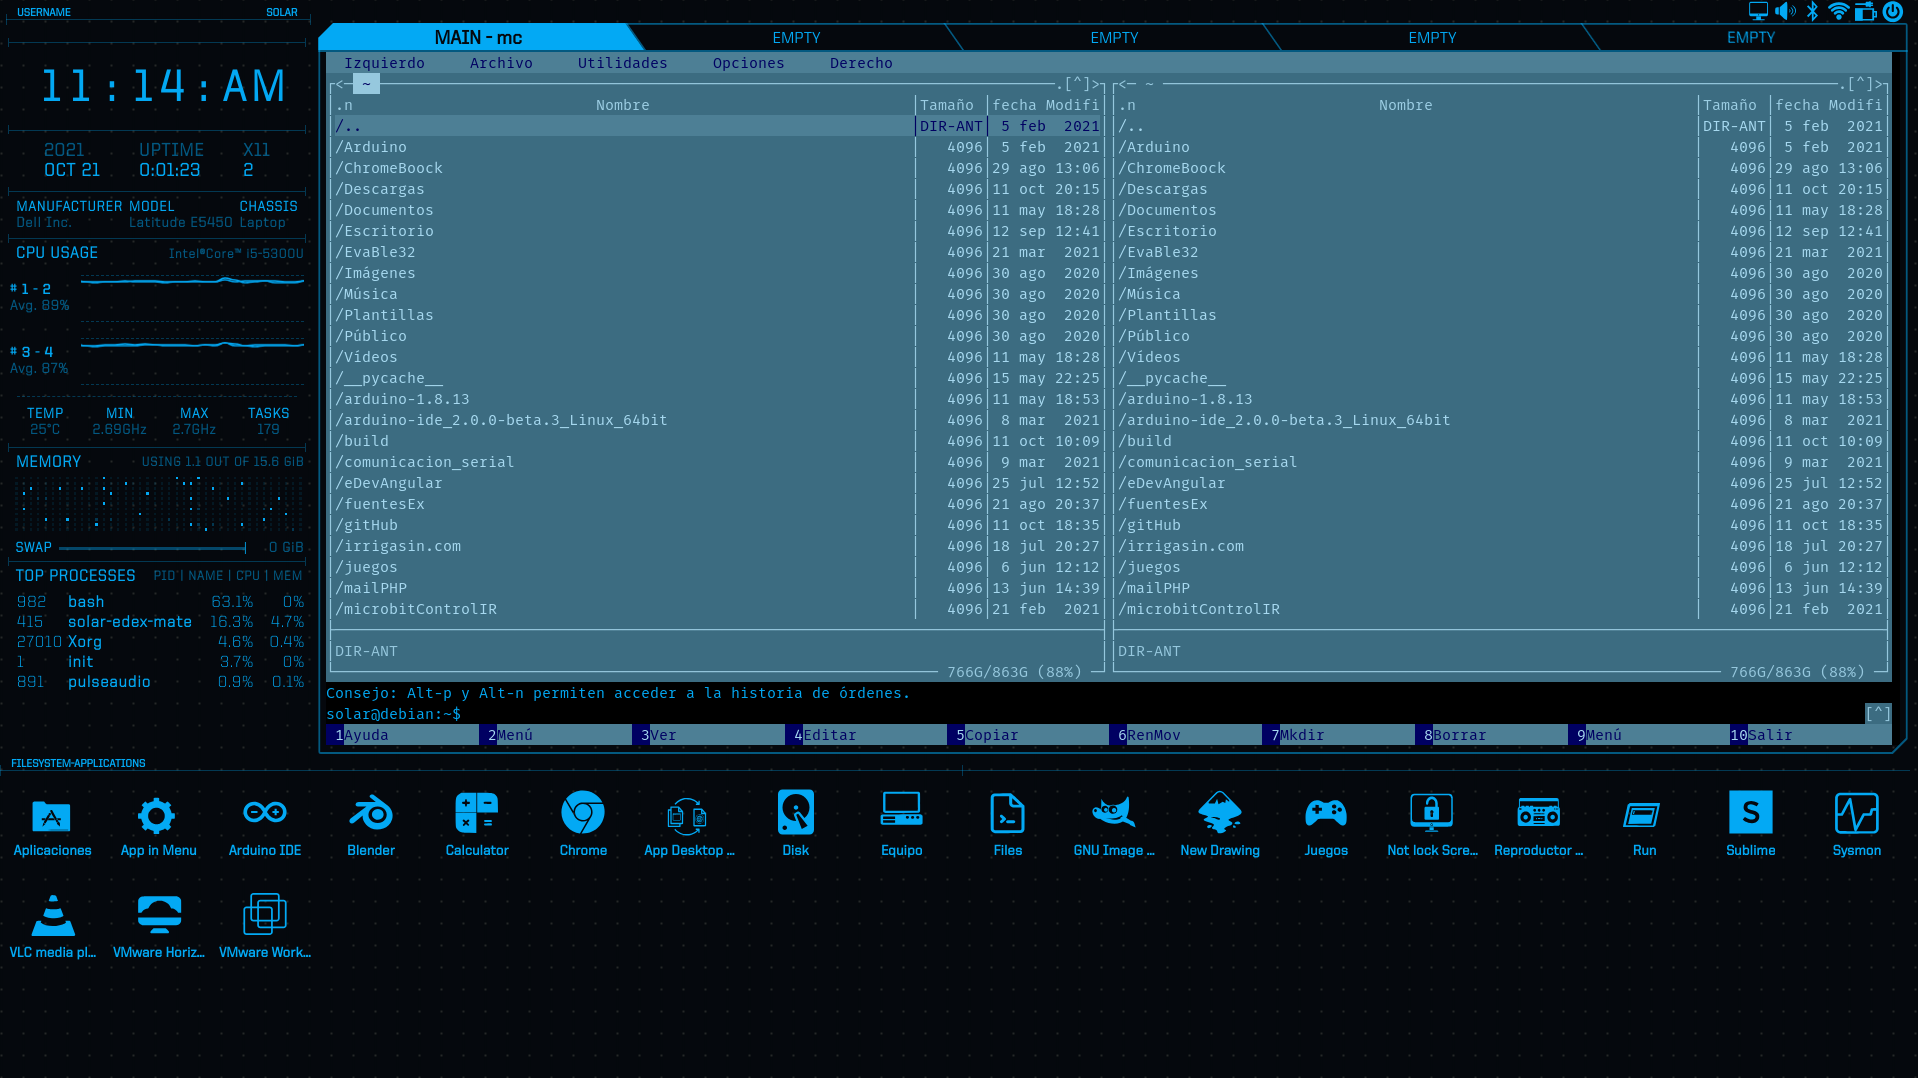 USERNAME SOLAR
11:14:AM
2021 UPTIME X11
OCT 21 0:01:23 2
MANUFACTURER MODEL CHASSIS
Dell Inc. Latitude E5450 Laptop
CPU USAGE Intel®Core™ i5-5300U
# 1 - 2
Avg. 89%
# 3 - 4
Avg. 87%
TEMP MIN MAX TASKS
25°C 2.69GHz 2.7GHz 179
MEMORY USING 1.1 OUT OF 15.6 GiB
SWAP 0 GiB
TOP PROCESSES PID | NAME | CPU | MEM
982 bash 63.1% 0%
415 solar-edex-mate 16.3% 4.7%
27010 Xorg 4.6% 0.4%
1 init 3.7% 0%
891 pulseaudio 0.9% 0.1%
MAIN - mc EMPTY EMPTY EMPTY EMPTY
Izquierdo Archivo Utilidades Opciones Derecho
<─ ~ .[^]> <─ ~ .[^]>
.n Nombre Tamaño fecha Modifi .n Nombre Tamaño fecha Modifi
/.. DIR-ANT 5 feb 2021 /.. DIR-ANT 5 feb 2021
/Arduino 4096 5 feb 2021 /Arduino 4096 5 feb 2021
/ChromeBoock 4096 29 ago 13:06 /ChromeBoock 4096 29 ago 13:06
/Descargas 4096 11 oct 20:15 /Descargas 4096 11 oct 20:15
/Documentos 4096 11 may 18:28 /Documentos 4096 11 may 18:28
/Escritorio 4096 12 sep 12:41 /Escritorio 4096 12 sep 12:41
/EvaBle32 4096 21 mar 2021 /EvaBle32 4096 21 mar 2021
/Imágenes 4096 30 ago 2020 /Imágenes 4096 30 ago 2020
/Música 4096 30 ago 2020 /Música 4096 30 ago 2020
/Plantillas 4096 30 ago 2020 /Plantillas 4096 30 ago 2020
/Público 4096 30 ago 2020 /Público 4096 30 ago 2020
/Vídeos 4096 11 may 18:28 /Vídeos 4096 11 may 18:28
/__pycache__ 4096 15 may 22:25 /__pycache__ 4096 15 may 22:25
/arduino-1.8.13 4096 11 may 18:53 /arduino-1.8.13 4096 11 may 18:53
/arduino-ide_2.0.0-beta.3_Linux_64bit 4096 8 mar 2021 /arduino-ide_2.0.0-beta.3_Linux_64bit 4096 8 mar 2021
/build 4096 11 oct 10:09 /build 4096 11 oct 10:09
/comunicacion_serial 4096 9 mar 2021 /comunicacion_serial 4096 9 mar 2021
/eDevAngular 4096 25 jul 12:52 /eDevAngular 4096 25 jul 12:52
/fuentesEx 4096 21 ago 20:37 /fuentesEx 4096 21 ago 20:37
/gitHub 4096 11 oct 18:35 /gitHub 4096 11 oct 18:35
/irrigasin.com 4096 18 jul 20:27 /irrigasin.com 4096 18 jul 20:27
/juegos 4096 6 jun 12:12 /juegos 4096 6 jun 12:12
/mailPHP 4096 13 jun 14:39 /mailPHP 4096 13 jun 14:39
/microbitControlIR 4096 21 feb 2021 /microbitControlIR 4096 21 feb 2021
DIR-ANT DIR-ANT
766G/863G (88%) 766G/863G (88%)
Consejo: Alt-p y Alt-n permiten acceder a la historia de órdenes.
solar@debian:~$ [^]
1Ayuda 2Menú 3Ver 4Editar 5Copiar 6RenMov 7Mkdir 8Borrar 9Menú 10Salir
FILESYSTEM-APPLICATIONS
Aplicaciones App in Menu Arduino IDE Blender Calculator Chrome App Desktop ... Disk Equipo Files GNU Image ... New Drawing Juegos Not lock Scre... Reproductor ... Run Sublime Sysmon
VLC media pl... VMware Horiz... VMware Work...